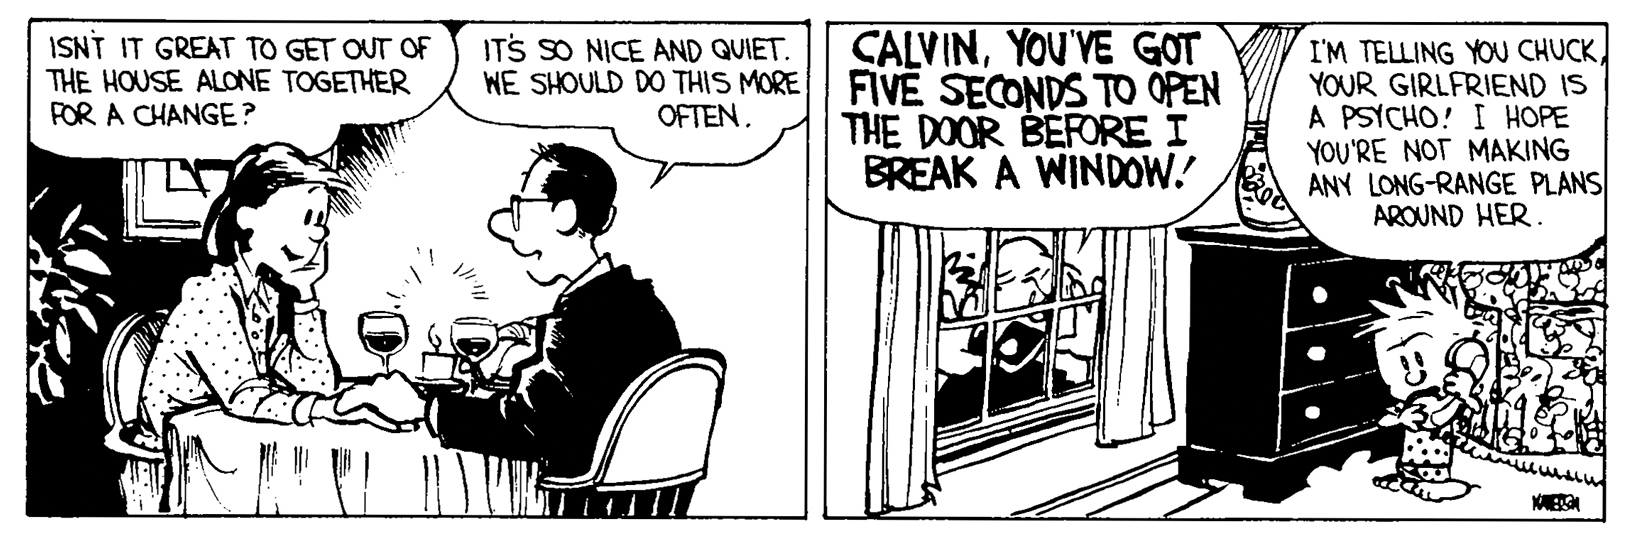 ISN'T IT GREAT TO GET OUT OF
THE HOUSE ALONE TOGETHER
FOR A CHANGE?
IT'S SO NICE AND QUIET.
WE SHOULD DO THIS MORE
OFTEN.
CALVIN, YOU'VE GOT
FIVE SECONDS TO OPEN
THE DOOR BEFORE I
BREAK A WINDOW!
I'M TELLING YOU CHUCK,
YOUR GIRLFRIEND IS
A PSYCHO! I HOPE
YOU'RE NOT MAKING
ANY LONG-RANGE PLANS
AROUND HER.
WATTERSON